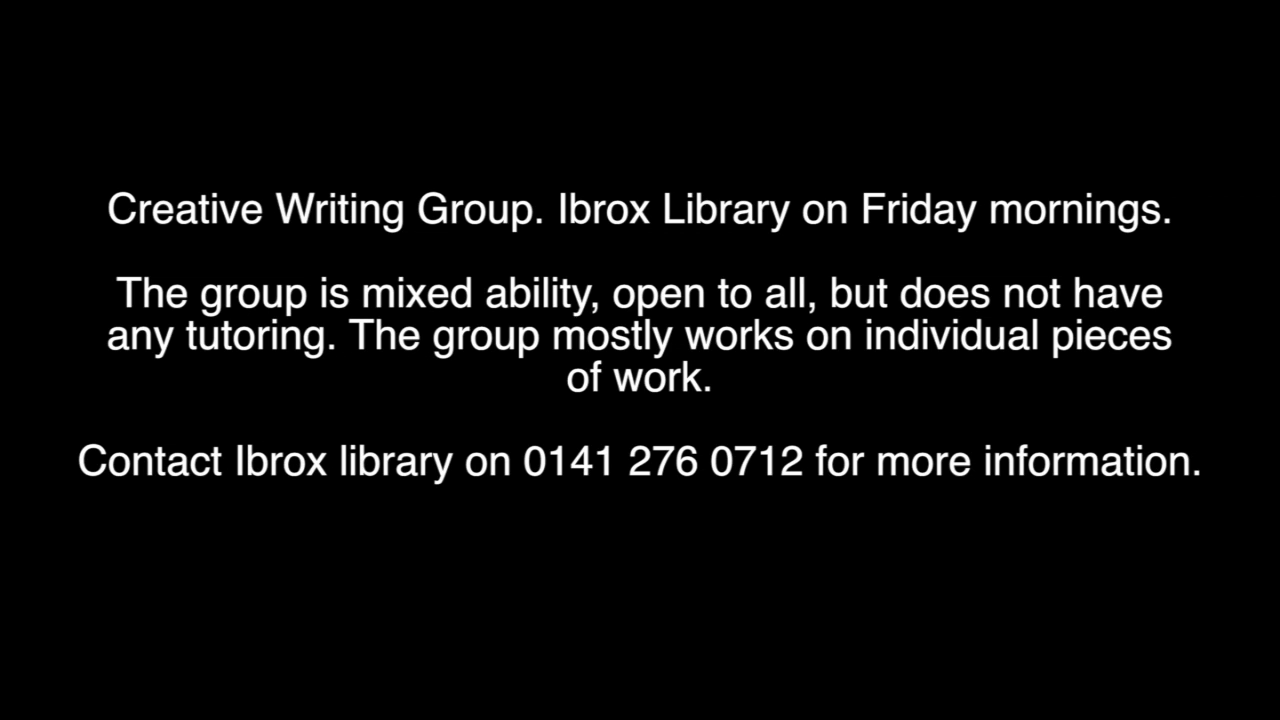 Creative Writing Group. Ibrox Library on Friday mornings.
The group is mixed ability, open to all, but does not have
any tutoring. The group mostly works on individual pieces
of work.
Contact Ibrox library on 0141 276 0712 for more information.